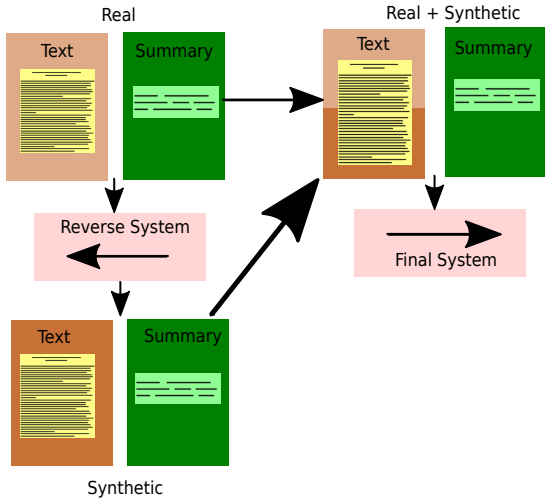 Real
Text
Summary
Reverse System
Text
Summary
Synthetic
Real + Synthetic
Text
Summary
Final System